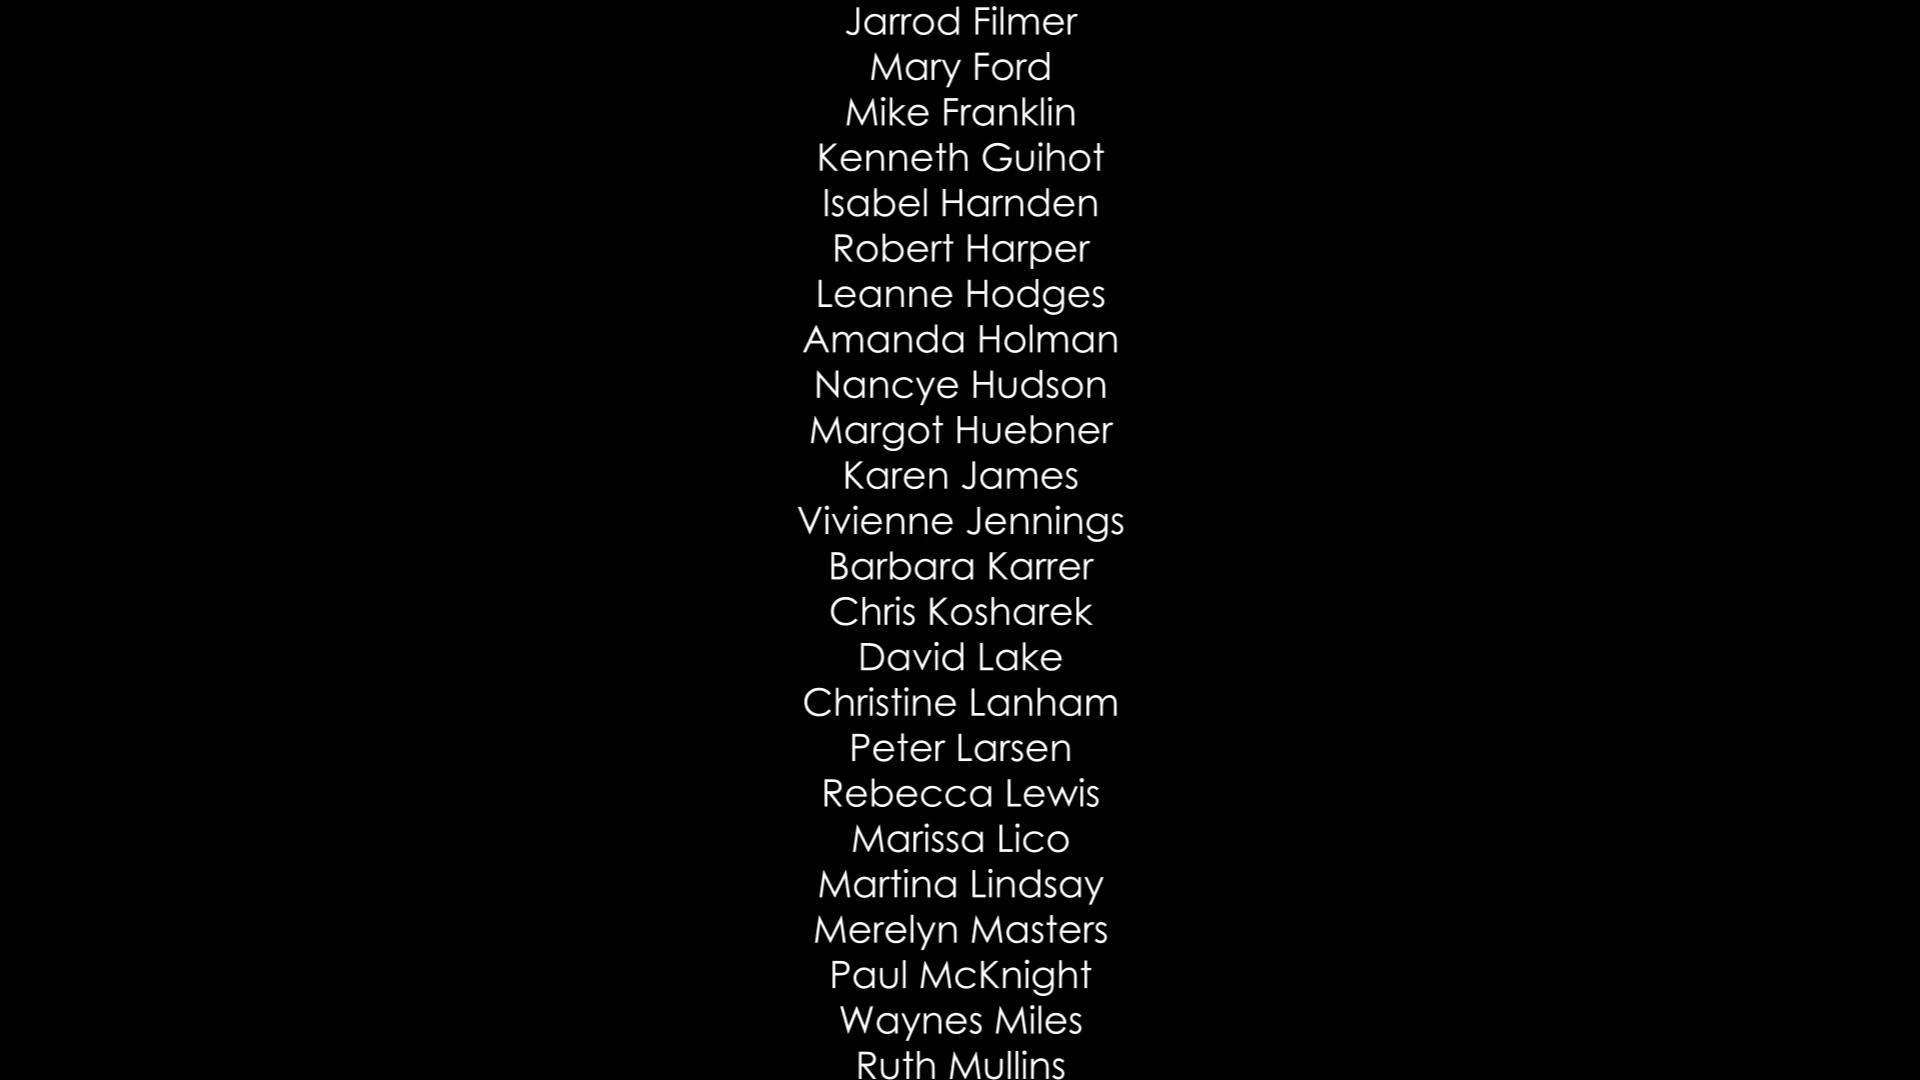 Jarrod Filmer
Mary Ford
Mike Franklin
Kenneth Guihot
Isabel Harnden
Robert Harper
Leanne Hodges
Amanda Holman
Nancye Hudson
Margot Huebner
Karen James
Vivienne Jennings
Barbara Karrer
Chris Kosharek
David Lake
Christine Lanham
Peter Larsen
Rebecca Lewis
Marissa Lico
Martina Lindsay
Merelyn Masters
Paul McKnight
Waynes Miles
Ruth Mullins